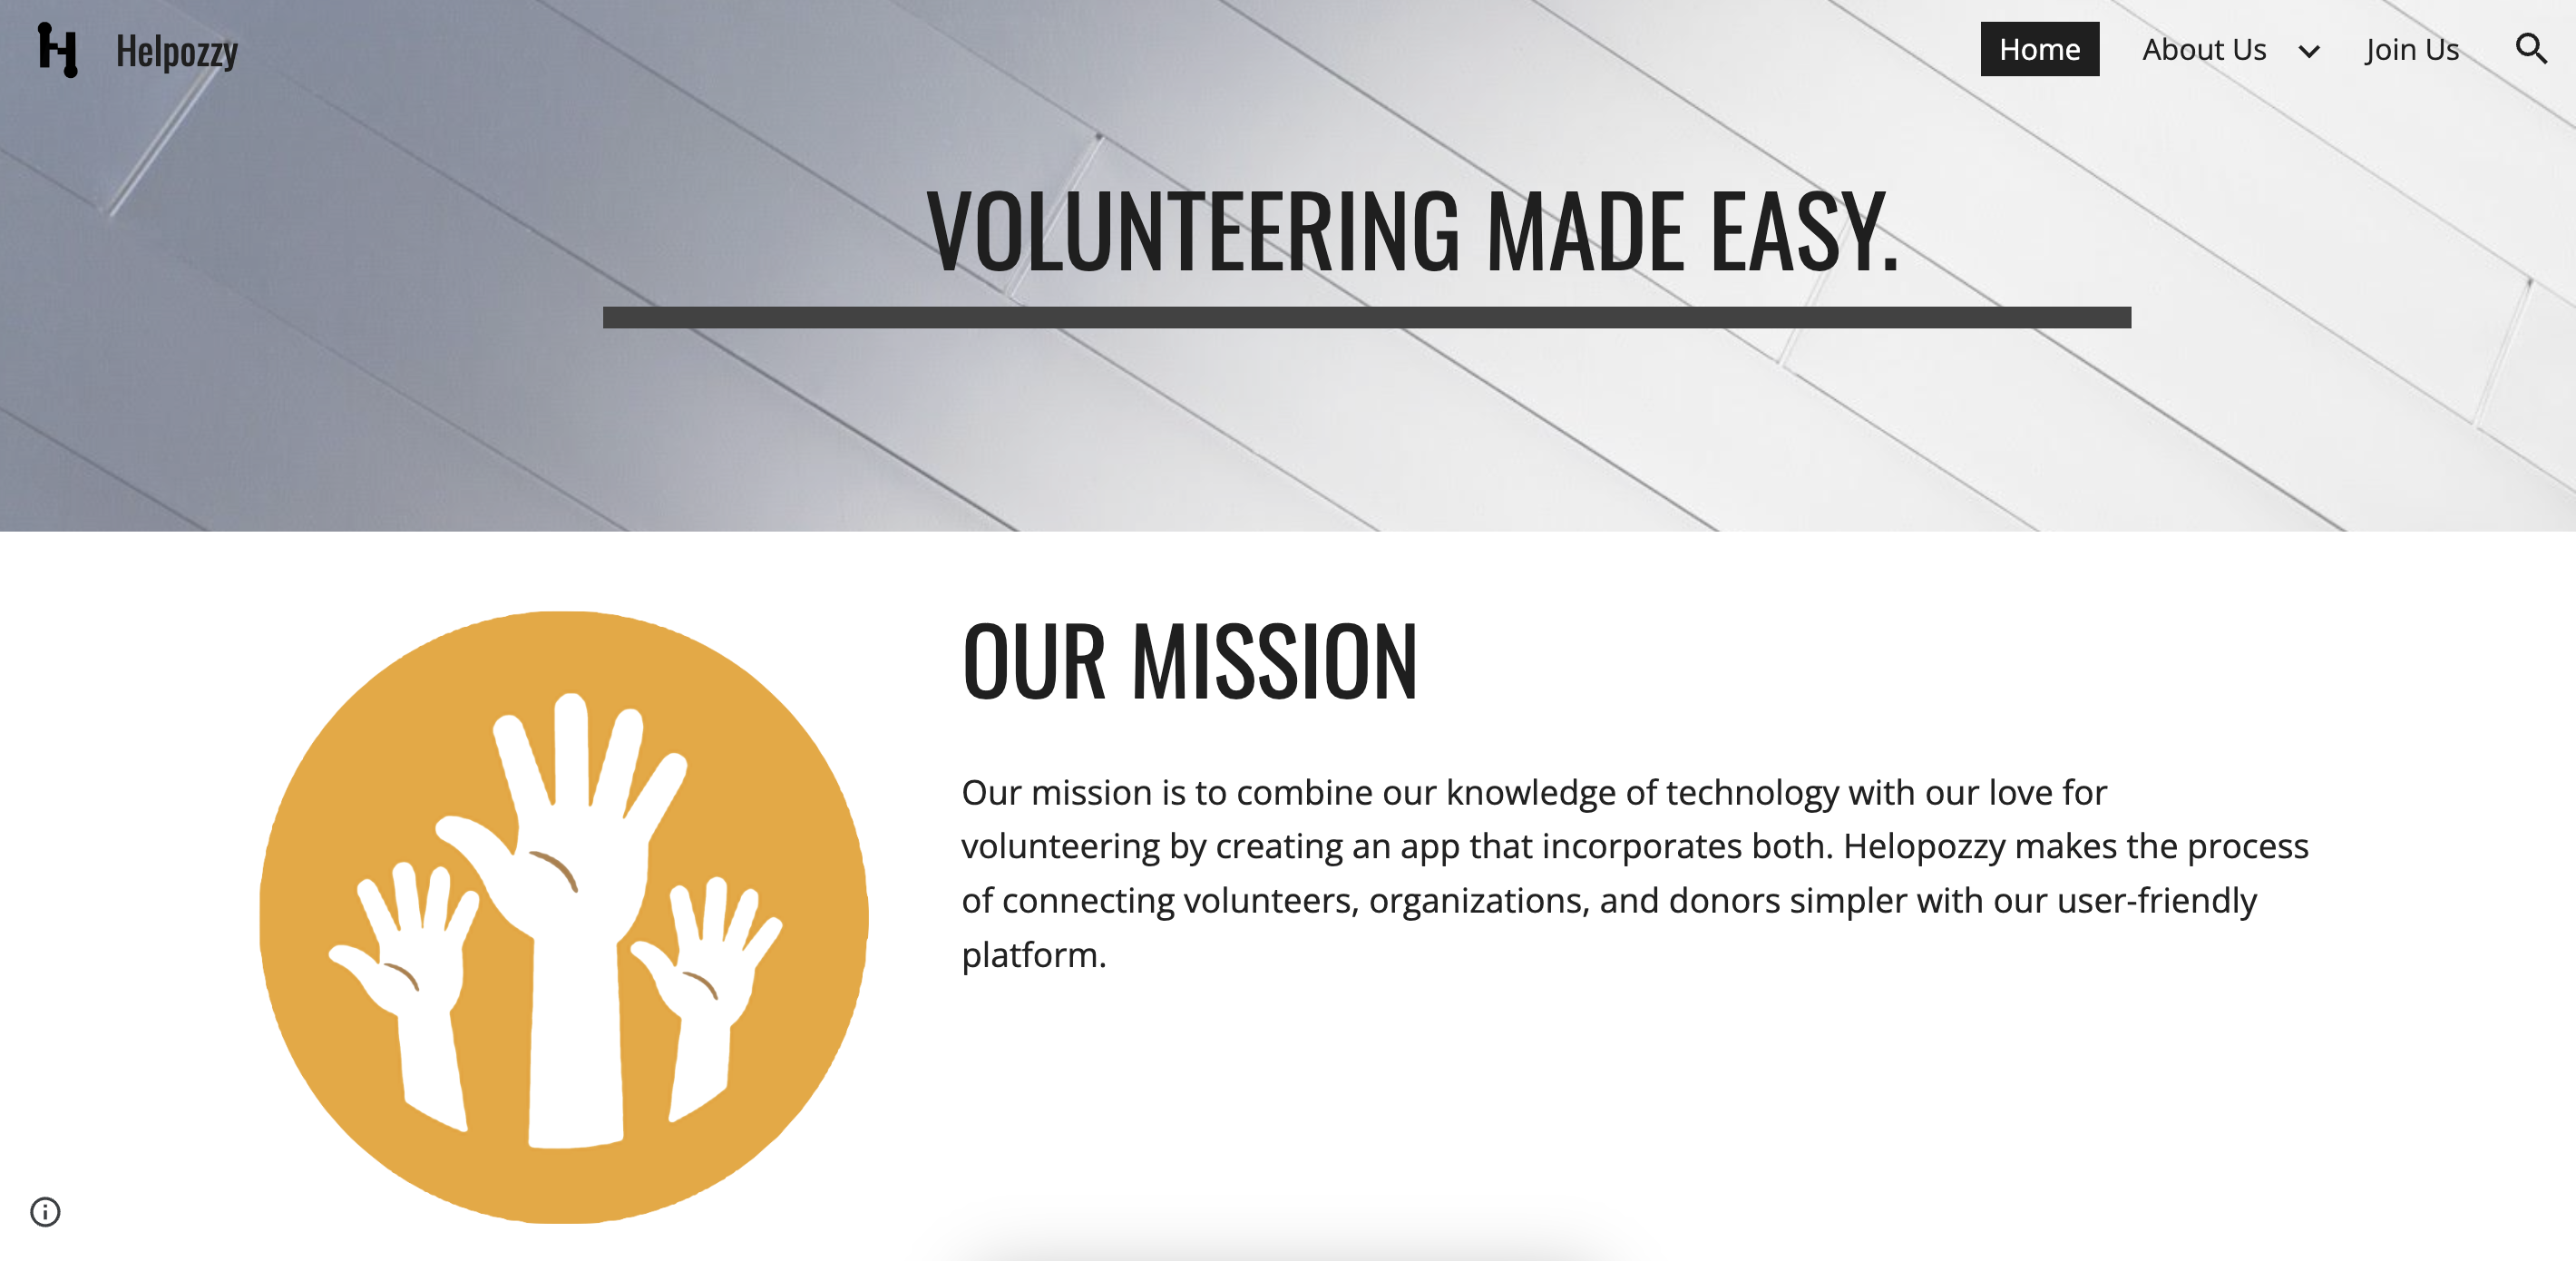 Helpozzy
Home
About Us
Join Us
VOLUNTEERING MADE EASY.
OUR MISSION
Our mission is to combine our knowledge of technology with our love for
volunteering by creating an app that incorporates both. Helopozzy makes the process
of connecting volunteers, organizations, and donors simpler with our user-friendly
platform.